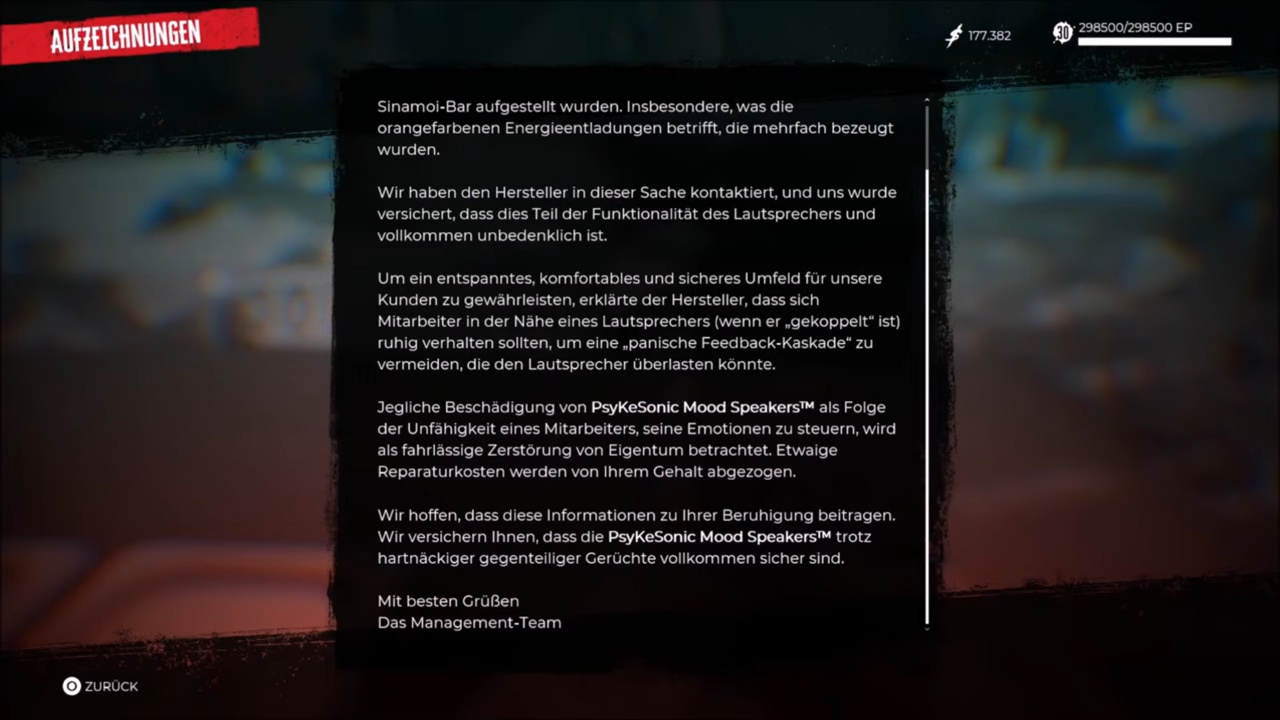 AUFZEICHNUNGEN
177.382
30
298500/298500 EP
Sinamoi-Bar aufgestellt wurden. Insbesondere, was die
orangefarbenen Energieentladungen betrifft, die mehrfach bezeugt
wurden.
Wir haben den Hersteller in dieser Sache kontaktiert, und uns wurde
versichert, dass dies Teil der Funktionalität des Lautsprechers und
vollkommen unbedenklich ist.
Um ein entspanntes, komfortables und sicheres Umfeld für unsere
Kunden zu gewährleisten, erklärte der Hersteller, dass sich
Mitarbeiter in der Nähe eines Lautsprechers (wenn er „gekoppelt“ ist)
ruhig verhalten sollten, um eine „panische Feedback-Kaskade“ zu
vermeiden, die den Lautsprecher überlasten könnte.
Jegliche Beschädigung von PsyKeSonic Mood Speakers™ als Folge
der Unfähigkeit eines Mitarbeiters, seine Emotionen zu steuern, wird
als fahrlässige Zerstörung von Eigentum betrachtet. Etwaige
Reparaturkosten werden von Ihrem Gehalt abgezogen.
Wir hoffen, dass diese Informationen zu Ihrer Beruhigung beitragen.
Wir versichern Ihnen, dass die PsyKeSonic Mood Speakers™ trotz
hartnäckiger gegenteiliger Gerüchte vollkommen sicher sind.
Mit besten Grüßen
Das Management-Team
ZURÜCK